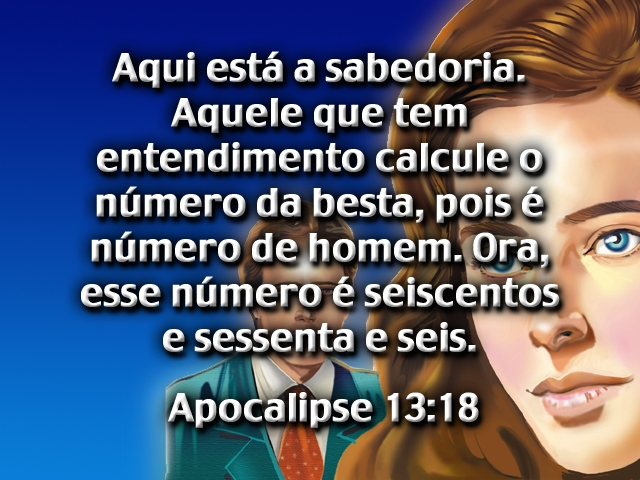 Aqui está a sabedoria.
Aquele que tem
entendimento calcule o
número da besta, pois é
número de homem. Ora,
esse número é seiscentos
e sessenta e seis.
Apocalipse 13:18